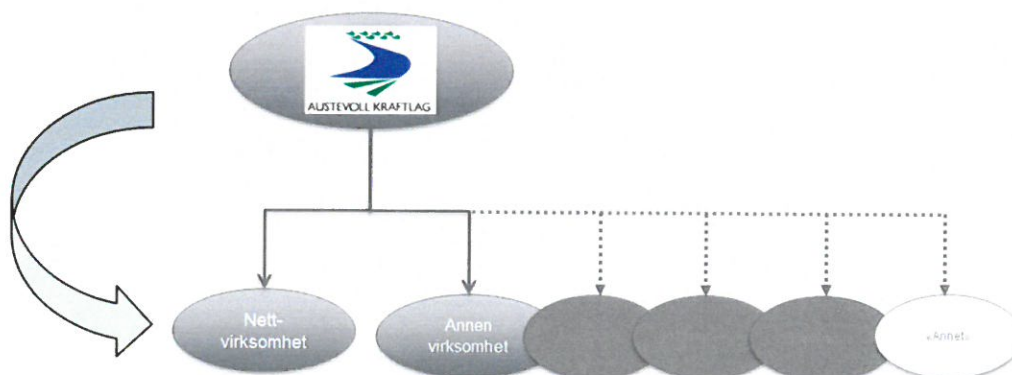 AUSTEVOLL KRAFTLAG
Nett-
virksomhet
Annen
virksomhet
«Annet»